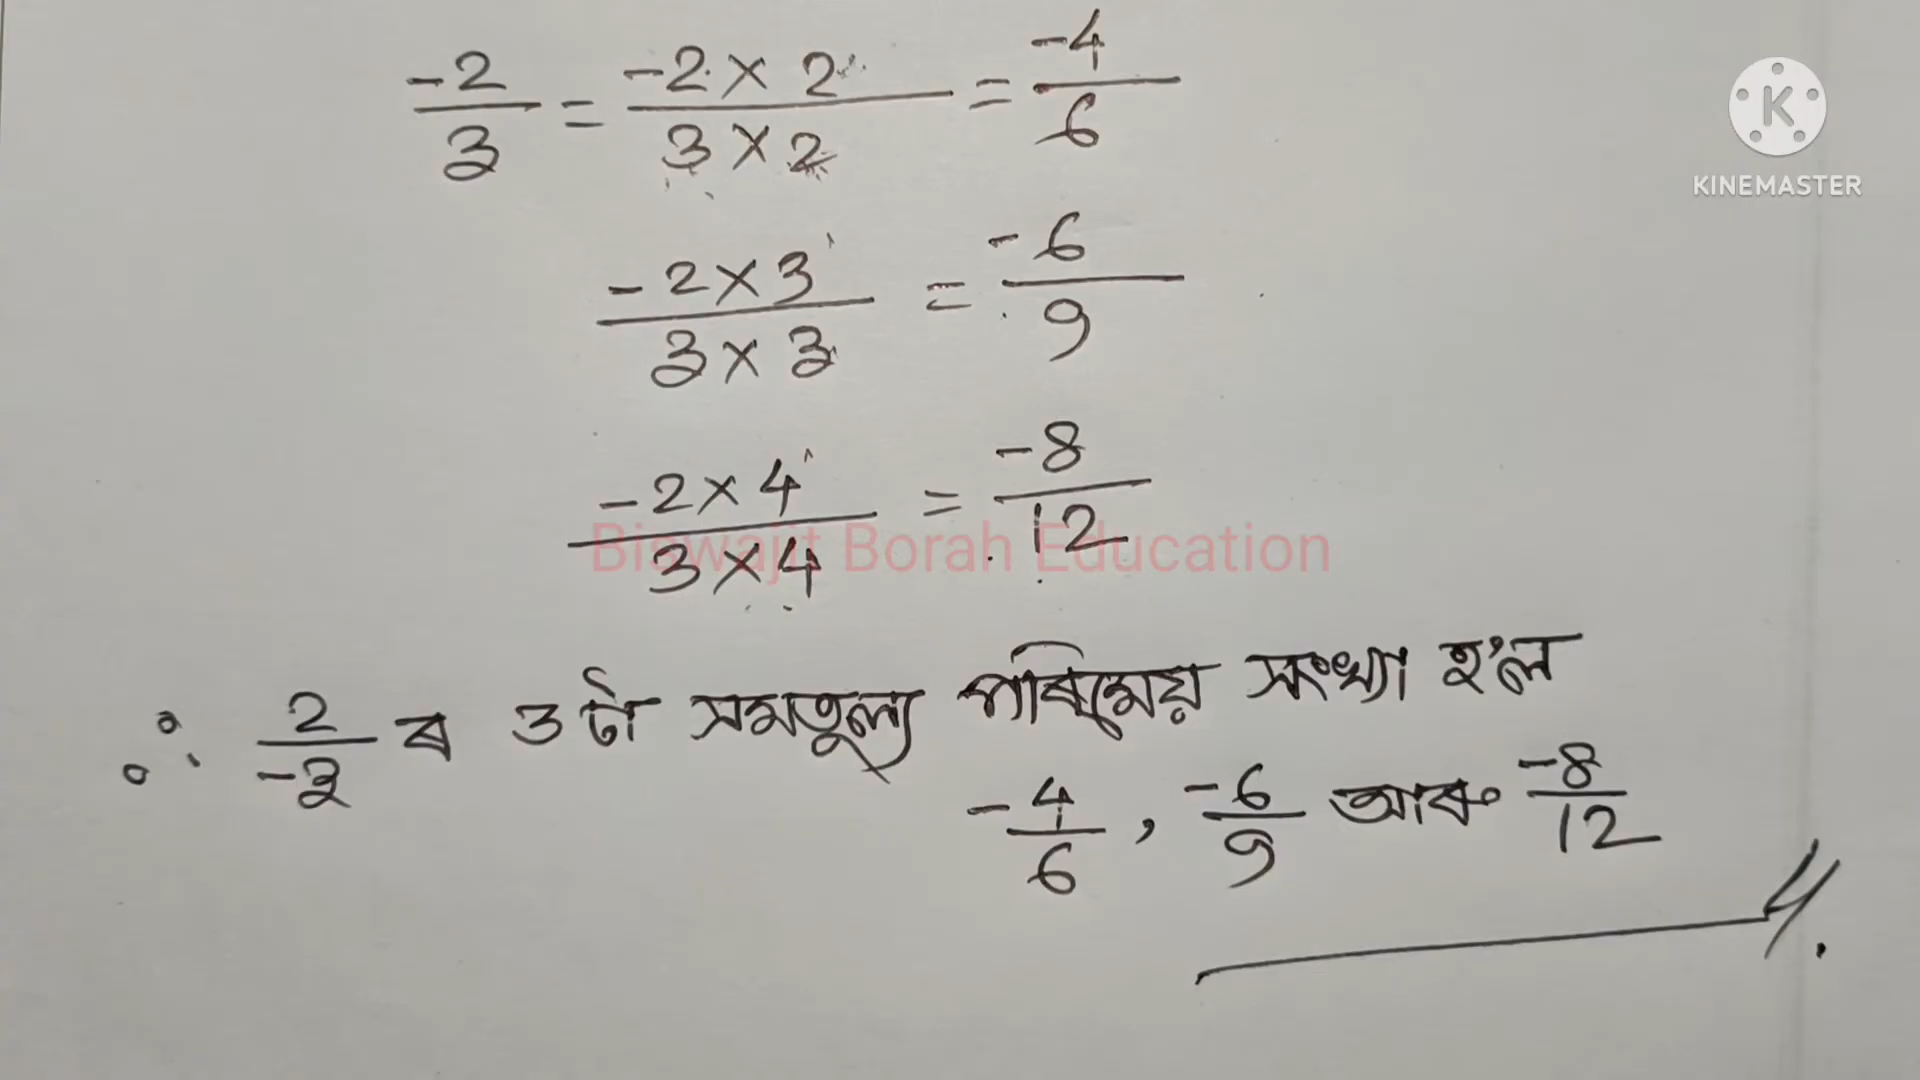 -2/3 = -2 × 2/3 × 2 = -4/6
KINEMASTER
-2 × 3/3 × 3 = -6/9
-2 × 4/3 × 4 = -8/12
Biswajit Borah Education
∴ 2/-3 ৰ ৩টা সমতুল্য পৰিমেয় সংখ্যা হ'ল
-4/6, -6/9 আৰু -8/12